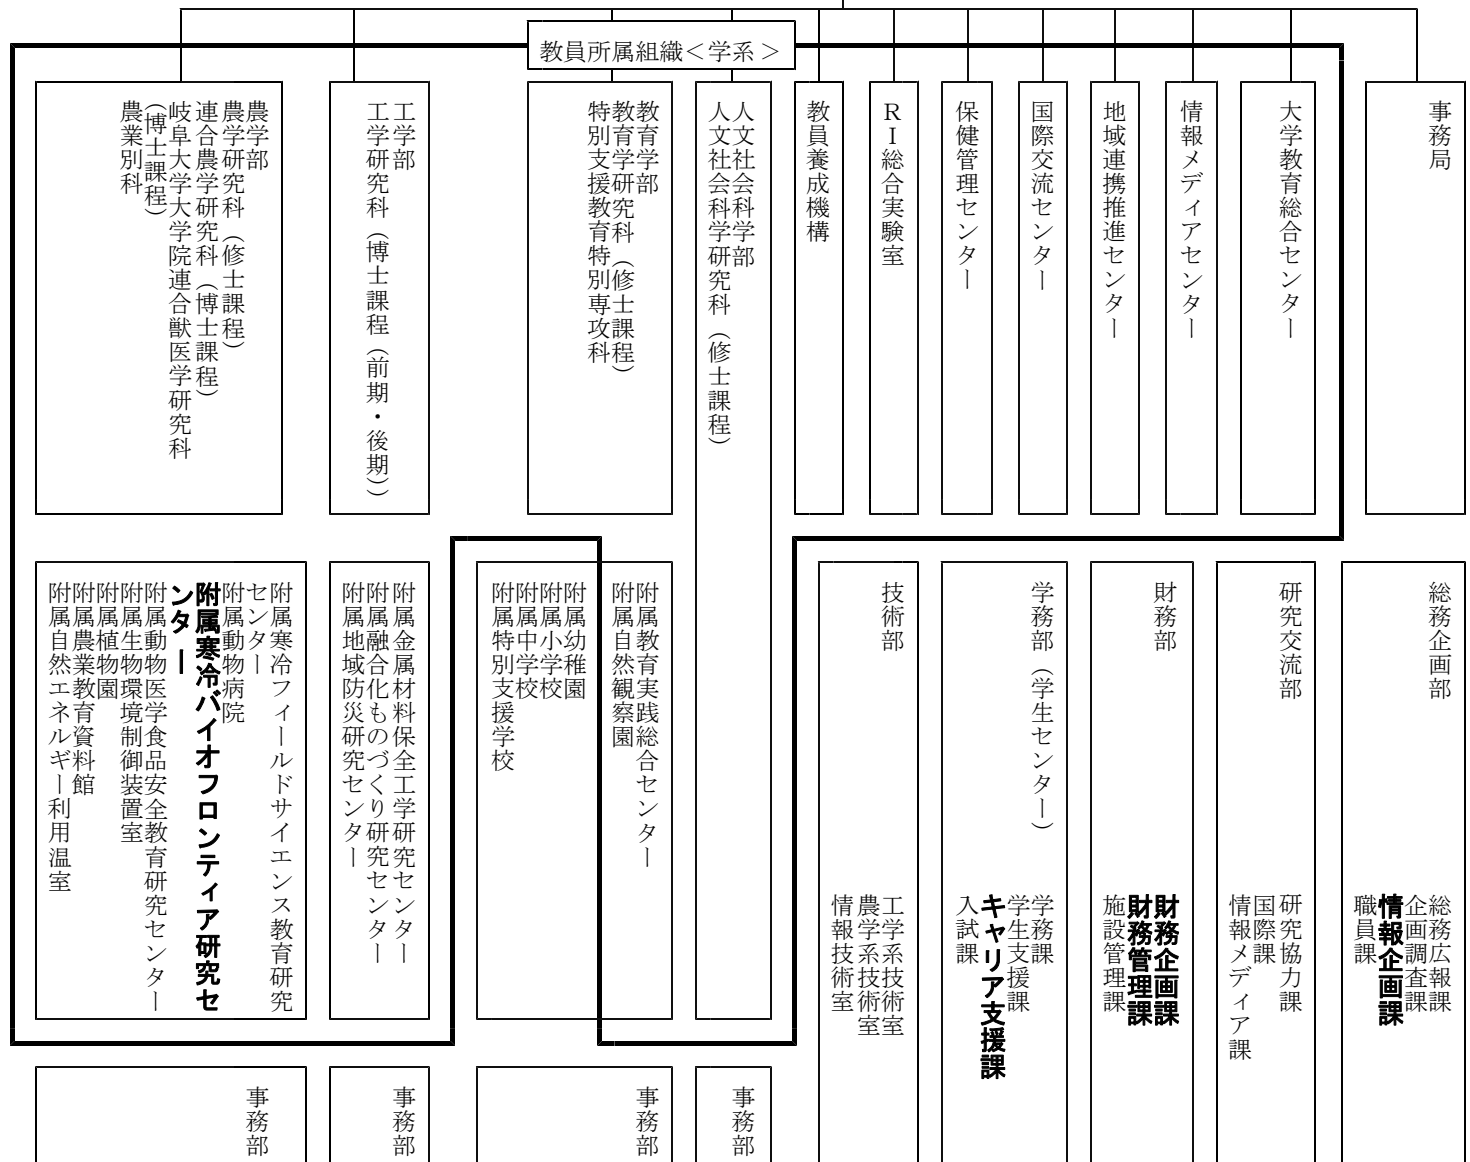 教員所属組織＜学系＞
事務局
大学教育総合センター
情報メディアセンター
地域連携推進センター
国際交流センター
保健管理センター
ＲＩ総合実験室
教員養成機構
人文社会科学部
人文社会科学研究科（修士課程）
教育学部
教育学研究科（修士課程）
特別支援教育特別専攻科
工学部
工学研究科（博士課程（前期・後期））
農学部
農学研究科（修士課程）
連合農学研究科（博士課程）
岐阜大学大学院連合獣医学研究科
（博士課程）
農業別科
総務企画部
総務広報課
企画調査課
情報企画課
職員課
研究交流部
研究協力課
国際課
情報メディア課
財務部
財務企画課
財務管理課
施設管理課
学務部（学生センター）
学務課
学生支援課
キャリア支援課
入試課
技術部
工学系技術室
農学系技術室
情報技術室
附属教育実践総合センター
附属自然観察園
附属幼稚園
附属小学校
附属中学校
附属特別支援学校
附属金属材料保全工学研究センター
附属融合化ものづくり研究センター
附属地域防災研究センター
附属寒冷フィールドサイエンス教育研究
センター
附属動物病院
附属寒冷バイオフロンティア研究セ
ンター
附属動物医学食品安全教育研究センター
附属生物環境制御装置室
附属植物園
附属農業教育資料館
附属自然エネルギー利用温室
事務部
事務部
事務部
事務部